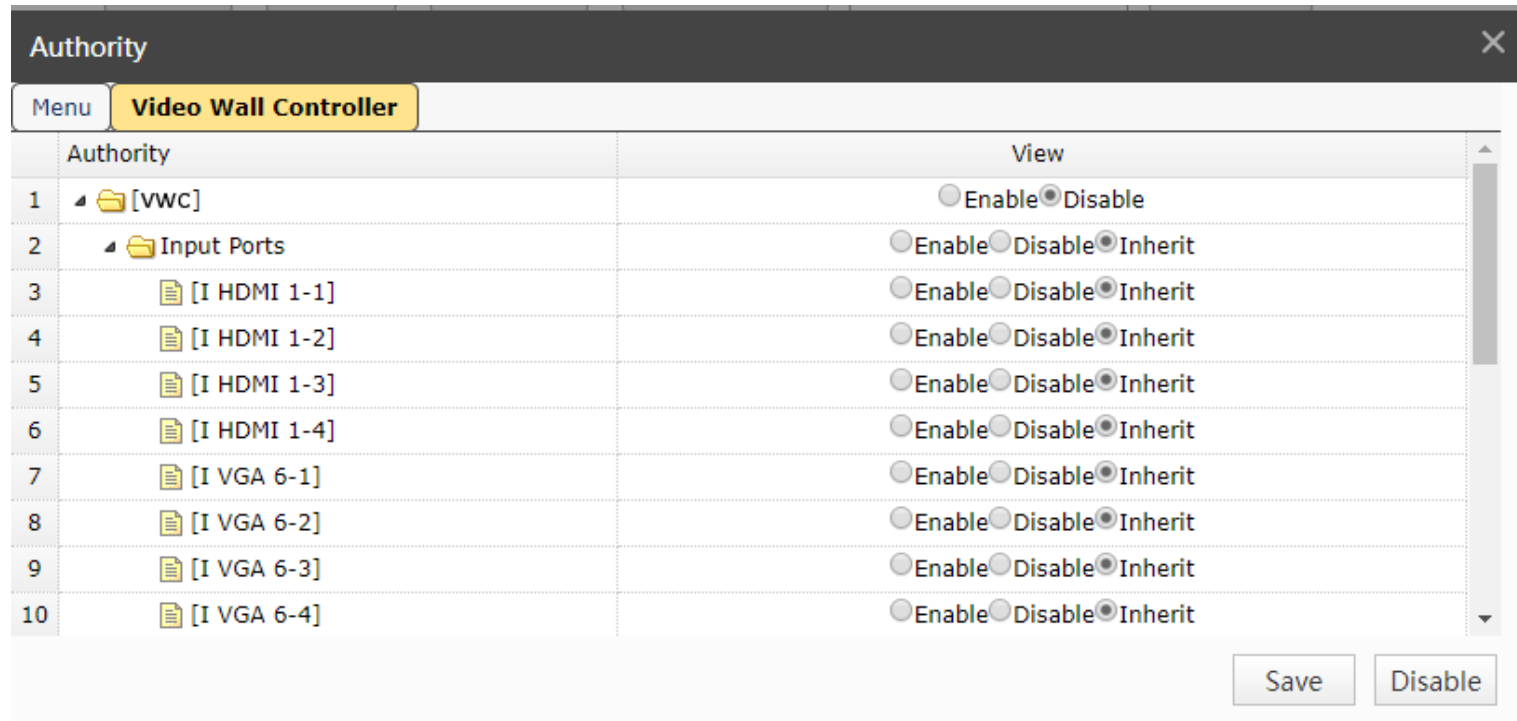 Authority
Menu Video Wall Controller
Authority View
1 [VWC] Enable Disable
2 Input Ports Enable Disable Inherit
3 [I HDMI 1-1] Enable Disable Inherit
4 [I HDMI 1-2] Enable Disable Inherit
5 [I HDMI 1-3] Enable Disable Inherit
6 [I HDMI 1-4] Enable Disable Inherit
7 [I VGA 6-1] Enable Disable Inherit
8 [I VGA 6-2] Enable Disable Inherit
9 [I VGA 6-3] Enable Disable Inherit
10 [I VGA 6-4] Enable Disable Inherit
Save Disable